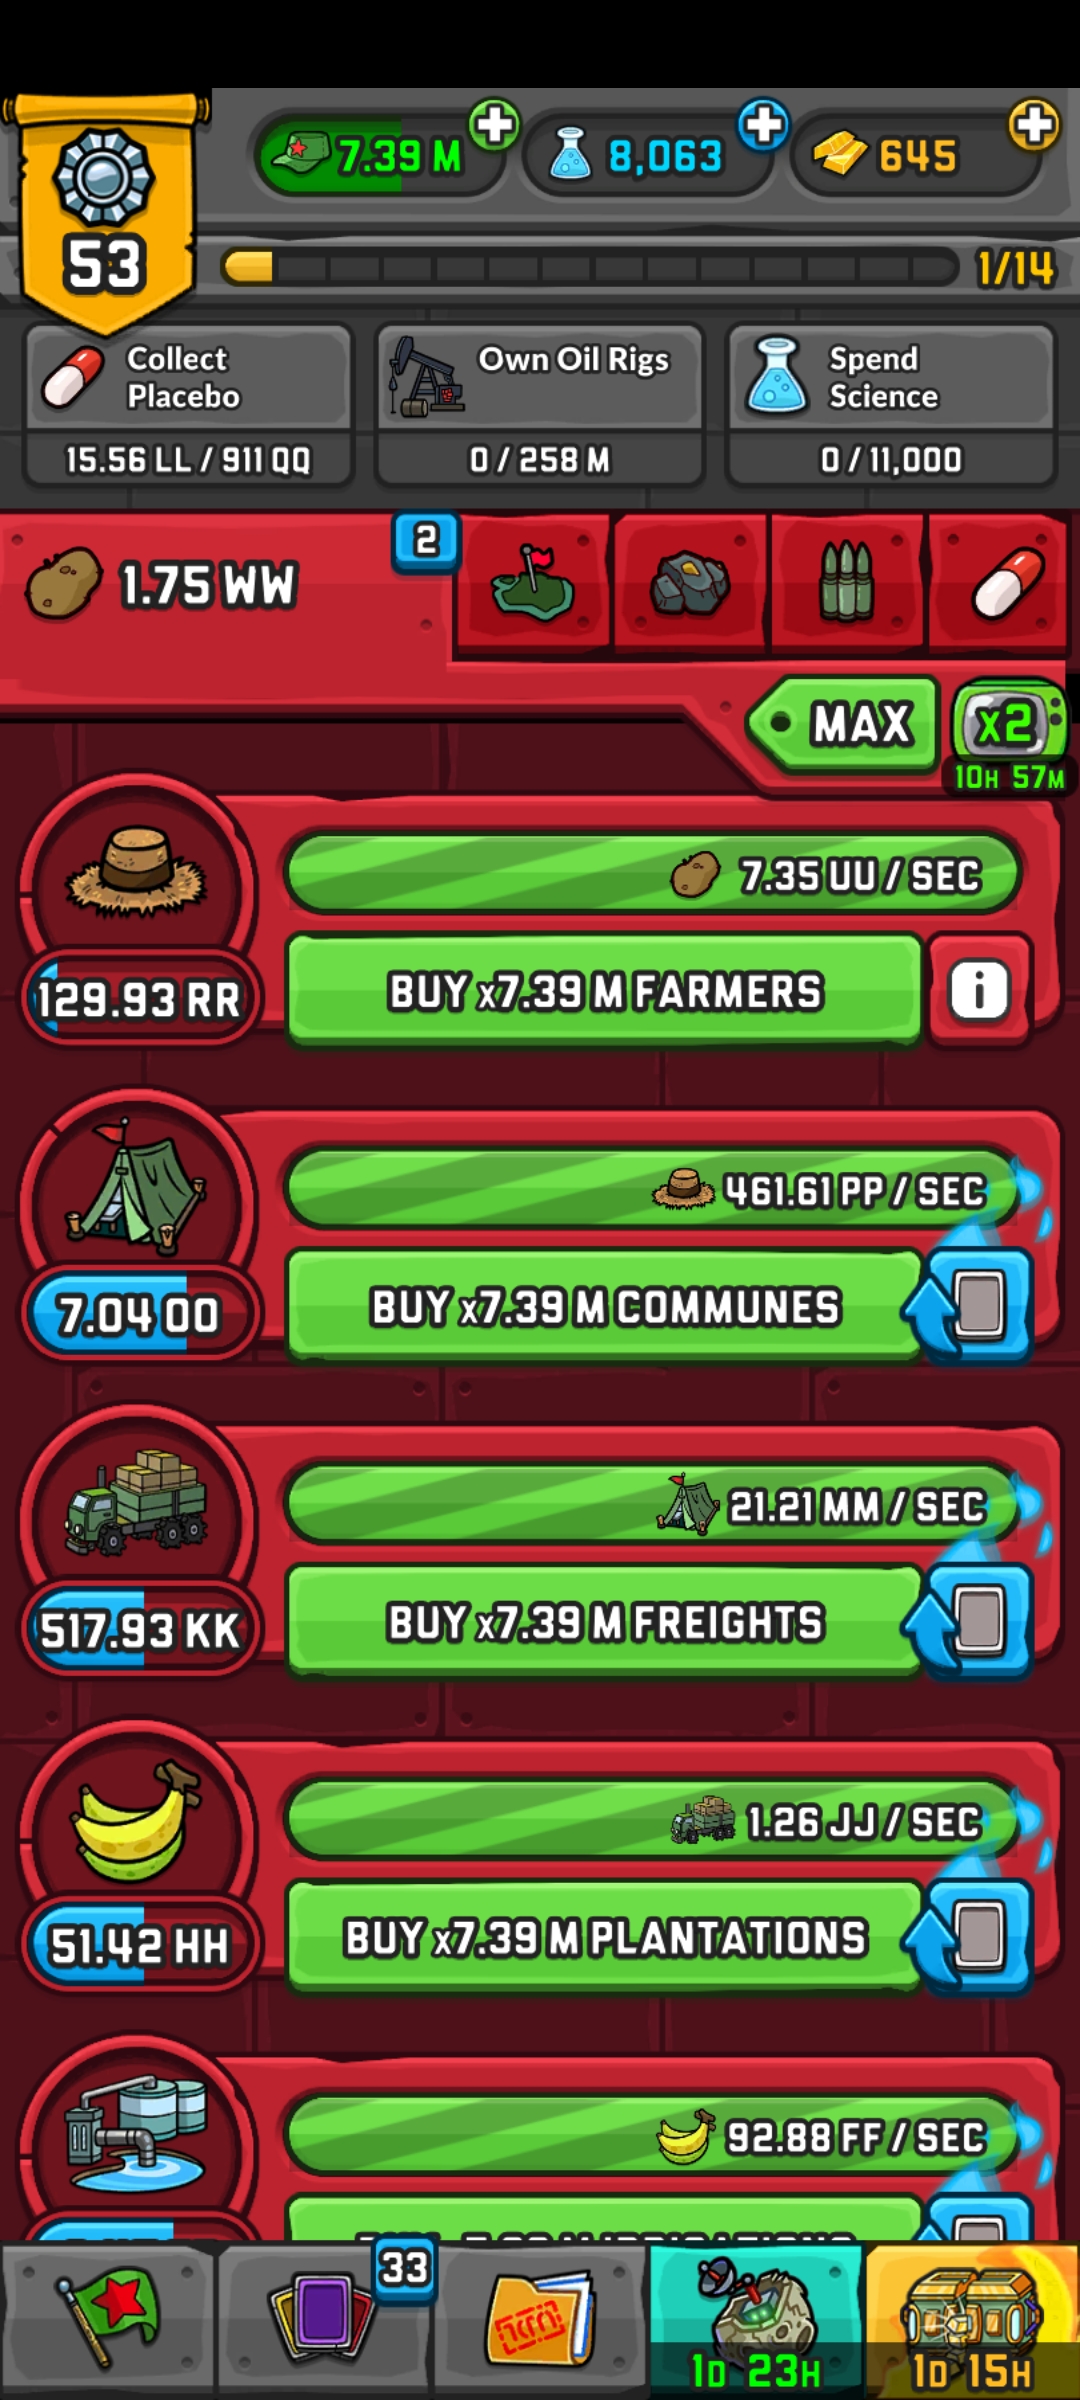 7.39 M
8,063
645
53
1/14
Collect
Placebo
15.56 LL / 911 QQ
Own Oil Rigs
0 / 258 M
Spend
Science
0 / 11,000
1.75 WW
2
MAX
x2
10H 57M
7.35 UU / SEC
129.93 RR
BUY x7.39 M FARMERS
i
461.61 PP / SEC
7.04 OO
BUY x7.39 M COMMUNES
21.21 MM / SEC
517.93 KK
BUY x7.39 M FREIGHTS
1.26 JJ / SEC
51.42 HH
BUY x7.39 M PLANTATIONS
92.88 FF / SEC
33
1D 23H
1D 15H